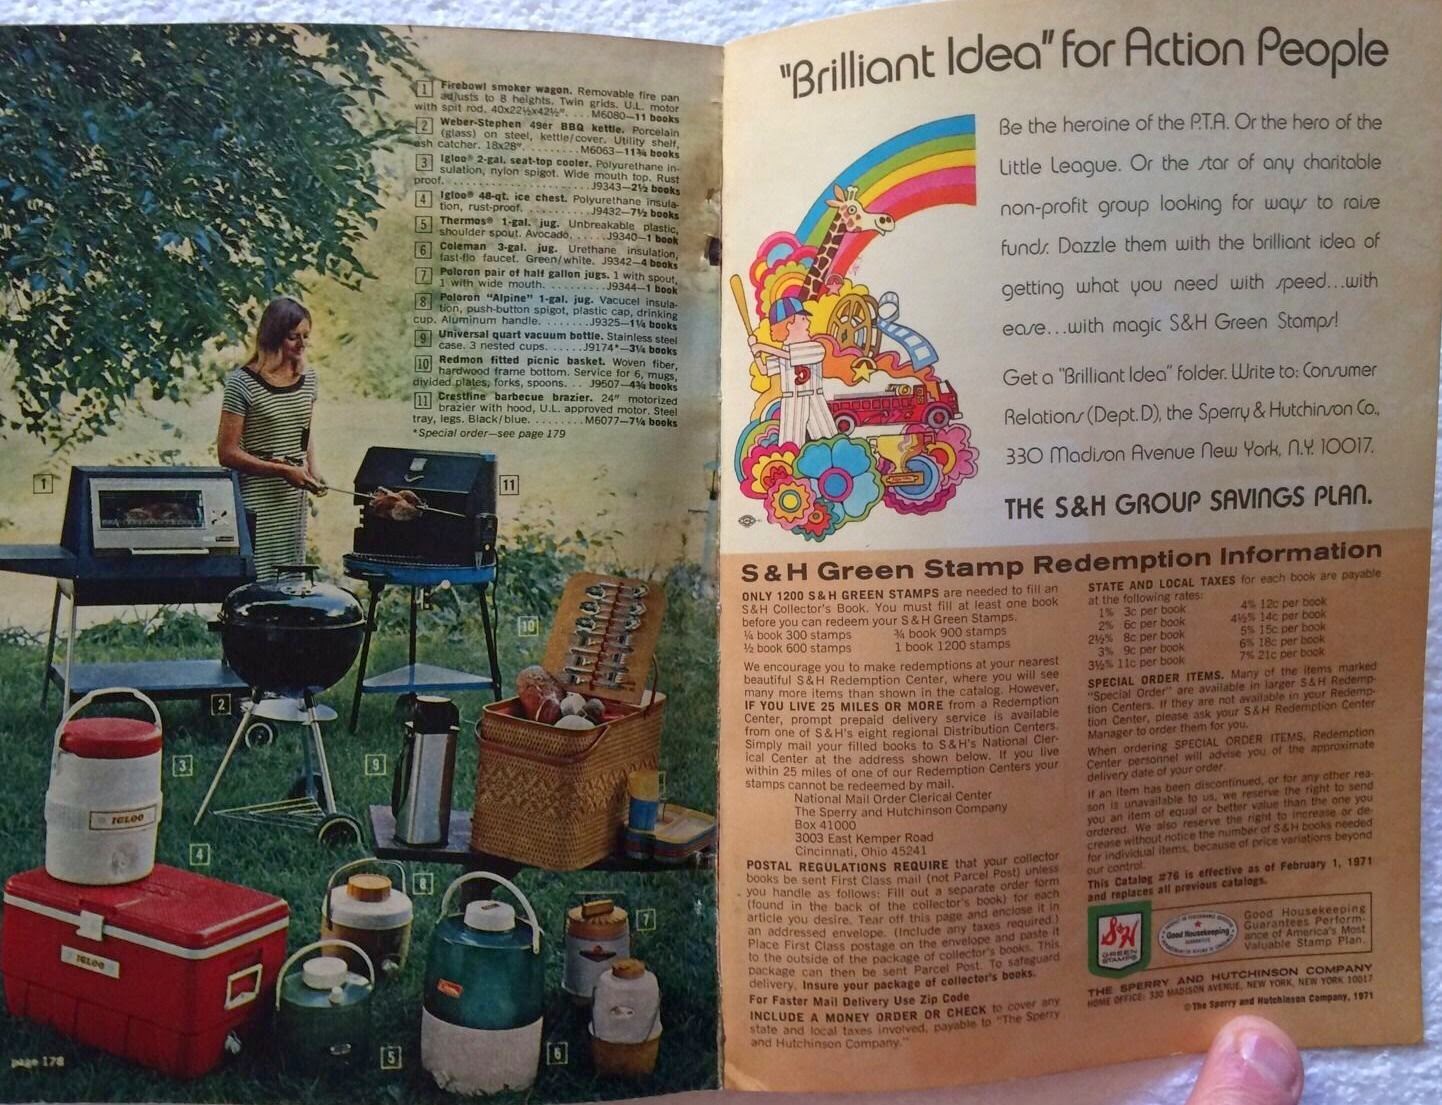 1 Firebowl smoker wagon. Removable fire pan
adjusts to 8 heights. Twin grids. U.L. motor
with spit rod. 40x22½x42½". . . . M6080—11 books
2 Weber-Stephen 49er BBQ kettle. Porcelain
(glass) on steel, kettle/cover. Utility shelf,
ash catcher. 18x28". . . . . . . . . M6063—11¾ books
3 Igloo® 2-gal. seat-top cooler. Polyurethane in-
sulation, nylon spigot. Wide mouth top. Rust
proof. . . . . . . . . . . . . . . . . . J9343—2½ books
4 Igloo® 48-qt. ice chest. Polyurethane insula-
tion, rust-proof. . . . . . . . . . . J9432—7½ books
5 Thermos® 1-gal. jug. Unbreakable plastic,
shoulder spout. Avocado. . . . . . J9340—1 book
6 Coleman 3-gal. jug. Urethane insulation,
fast-flo faucet. Green/white. J9342—4 books
7 Poloron pair of half gallon jugs. 1 with spout,
1 with wide mouth. . . . . . . . . . J9344—1 book
8 Poloron "Alpine" 1-gal. jug. Vacucel insula-
tion, push-button spigot, plastic cap, drinking
cup. Aluminum handle. . . . . . . J9325—1¼ books
9 Universal quart vacuum bottle. Stainless steel
case. 3 nested cups. . . . . J9174*—3¼ books
10 Redmon fitted picnic basket. Woven fiber,
hardwood frame bottom. Service for 6, mugs,
divided plates, forks, spoons. . . J9507—4¾ books
11 Crestline barbecue brazier. 24" motorized
brazier with hood, U.L. approved motor. Steel
tray, legs. Black/blue. . . . . . . . M6077—7¼ books
*Special order—see page 179
1
11
10
2
9
3
IGLOO
4
8
7
IGLOO
Coleman
5
6
page 178
"Brilliant Idea" for Action People
Be the heroine of the P.T.A. Or the hero of the
Little League. Or the star of any charitable
non-profit group looking for ways to raise
funds. Dazzle them with the brilliant idea of
getting what you need with speed...with
ease...with magic S&H Green Stamps!
Get a "Brilliant Idea" folder. Write to: Consumer
Relations (Dept. D), the Sperry & Hutchinson Co.,
330 Madison Avenue New York, N.Y. 10017.
THE S&H GROUP SAVINGS PLAN.
S&H Green Stamp Redemption Information
ONLY 1200 S&H GREEN STAMPS are needed to fill an
S&H Collector's Book. You must fill at least one book
before you can redeem your S&H Green Stamps.
¼ book 300 stamps ¾ book 900 stamps
½ book 600 stamps 1 book 1200 stamps
We encourage you to make redemptions at your nearest
beautiful S&H Redemption Center, where you will see
many more items than shown in the catalog. However,
IF YOU LIVE 25 MILES OR MORE from a Redemption
Center, prompt prepaid delivery service is available
from one of S&H's eight regional Distribution Centers.
Simply mail your filled books to S&H's National Cler-
ical Center at the address shown below. If you live
within 25 miles of one of our Redemption Centers your
stamps cannot be redeemed by mail.
National Mail Order Clerical Center
The Sperry and Hutchinson Company
Box 41000
3003 East Kemper Road
Cincinnati, Ohio 45241
POSTAL REGULATIONS REQUIRE that your collector
books be sent First Class mail (not Parcel Post) unless
you handle as follows: Fill out a separate order form
(found in the back of the collector's book) for each
article you desire. Tear off this page and enclose it in
an addressed envelope. (Include any taxes required.)
Place First Class postage on the envelope and paste it
to the outside of the package of collector's books. This
package can then be sent Parcel Post. To safeguard
delivery, Insure your package of collector's books.
For Faster Mail Delivery Use Zip Code
INCLUDE A MONEY ORDER OR CHECK to cover any
state and local taxes involved, payable to "The Sperry
and Hutchinson Company."
STATE AND LOCAL TAXES for each book are payable
at the following rates:
1% 3c per book 4% 12c per book
2% 6c per book 4½% 14c per book
2½% 8c per book 5% 15c per book
3% 9c per book 6% 18c per book
3½% 11c per book 7% 21c per book
SPECIAL ORDER ITEMS. Many of the items marked
"Special Order" are available in larger S&H Redemp-
tion Centers. If they are not available in your Redemp-
tion Center, please ask your S&H Redemption Center
Manager to order them for you.
When ordering SPECIAL ORDER ITEMS, Redemption
Center personnel will advise you of the approximate
delivery date of your order.
If an item has been discontinued, or for any other rea-
son is unavailable to us, we reserve the right to send
you an item of equal or better value than the one you
ordered. We also reserve the right to increase or de-
crease without notice the number of S&H books needed
for individual items, because of price variations beyond
our control.
This Catalog #76 is effective as of February 1, 1971
and replaces all previous catalogs.
S&H
GREEN
STAMPS
Good Housekeeping
GUARANTEES
Good Housekeeping
Guarantees Perform-
ance of America's Most
Valuable Stamp Plan.
THE SPERRY AND HUTCHINSON COMPANY
HOME OFFICE: 330 MADISON AVENUE, NEW YORK, NEW YORK 10017
© The Sperry and Hutchinson Company, 1971